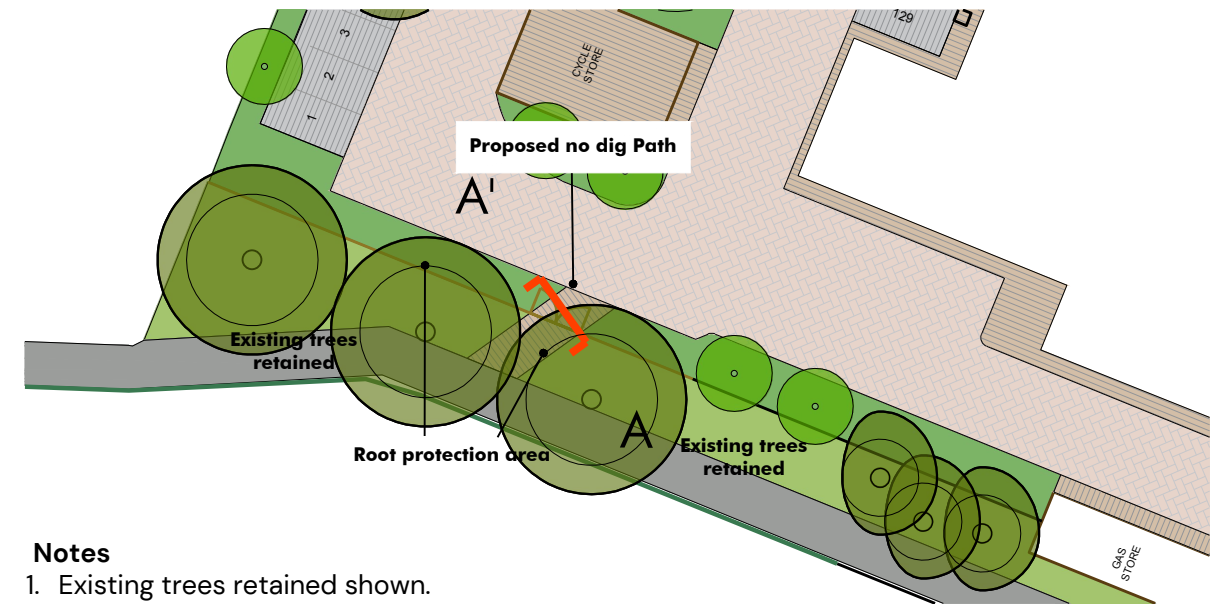 129
3
2
1
CYCLE
STORE
Proposed no dig Path
A'
Existing trees
retained
A
Existing trees
retained
Root protection area
GAS
STORE
Notes
1. Existing trees retained shown.